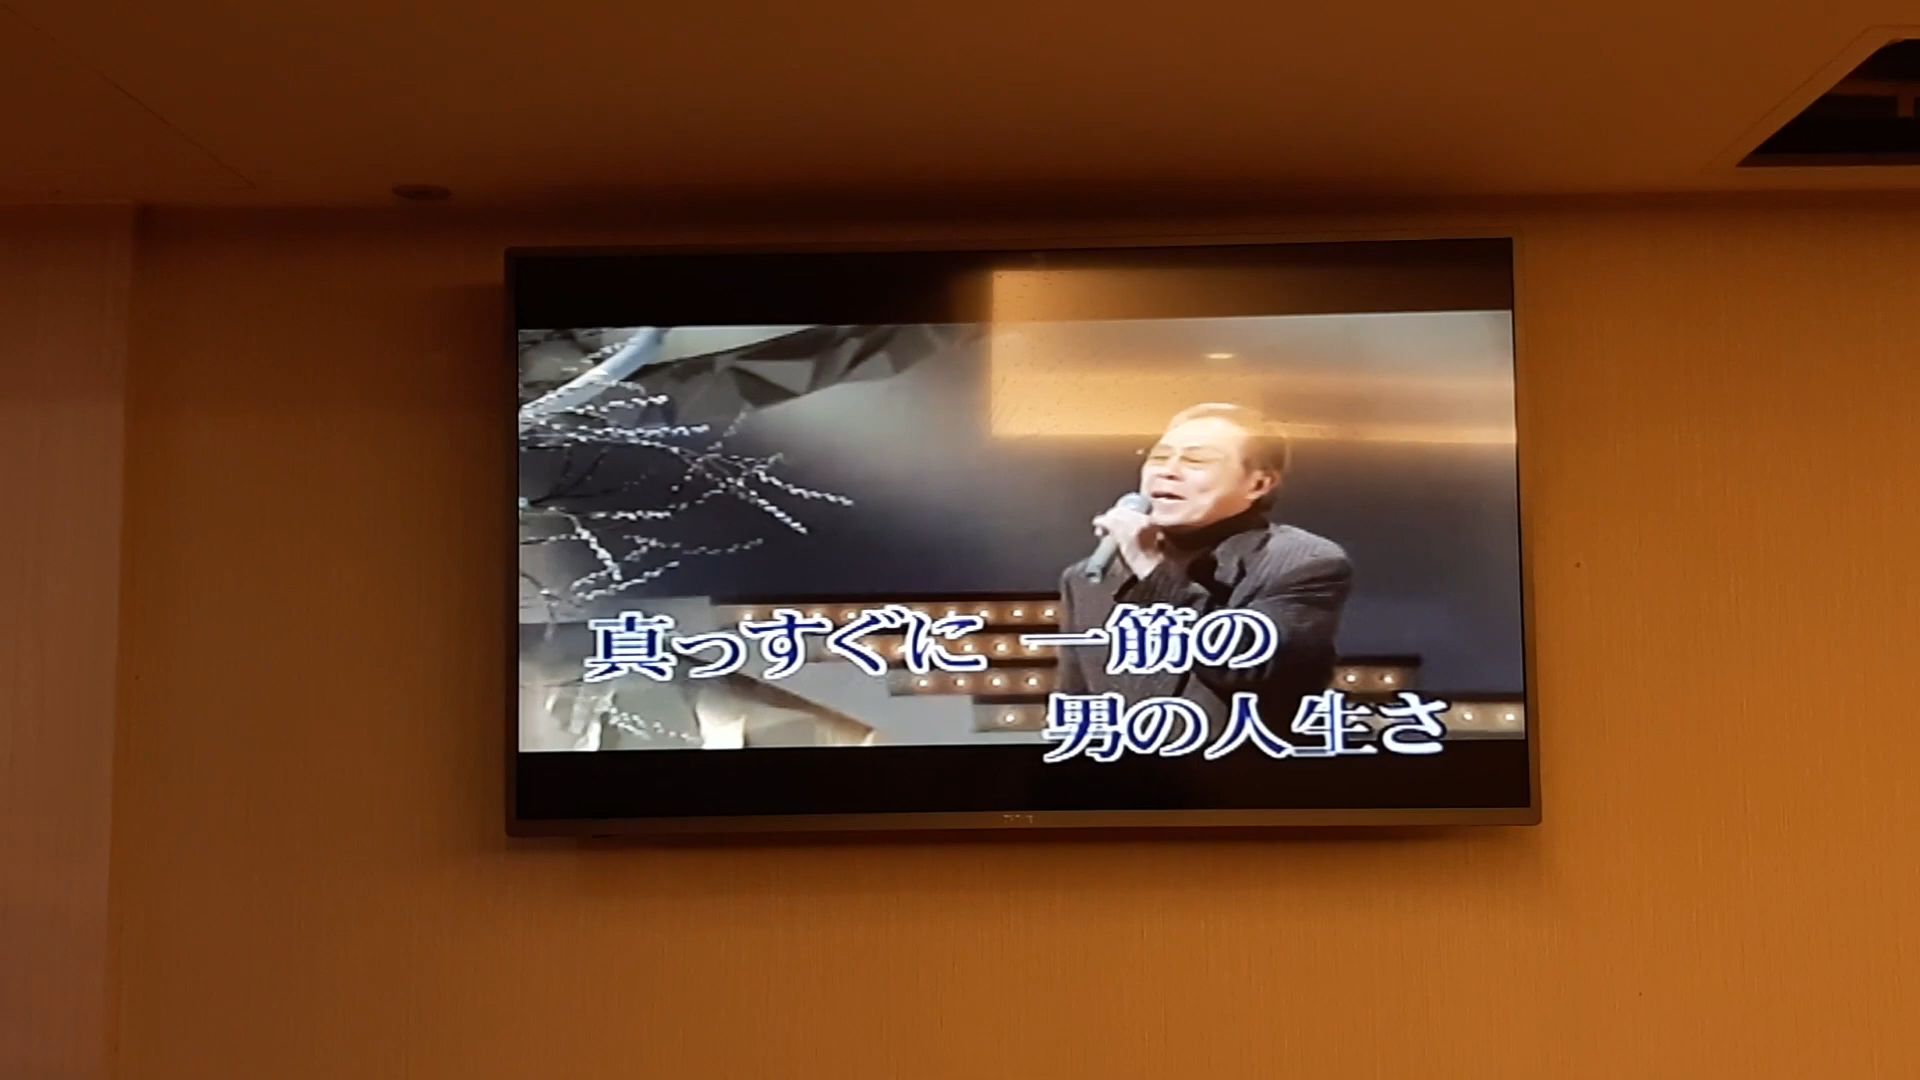 真っすぐに 一筋の
男の人生さ